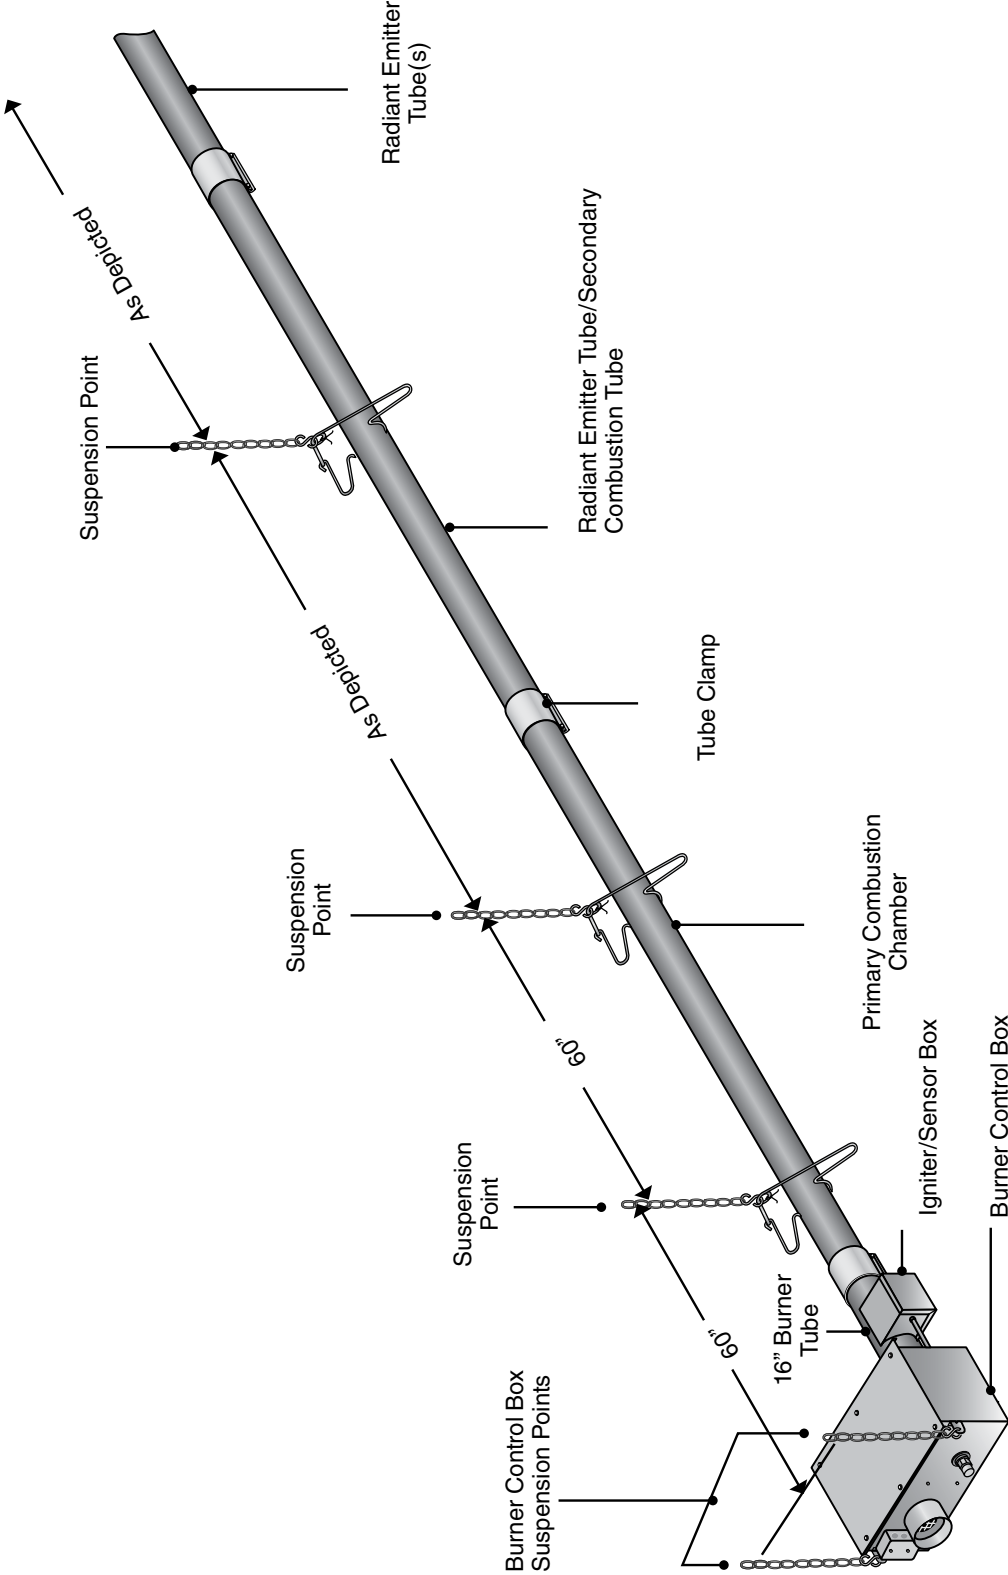 Radiant Emitter
Tube(s)
As Depicted
Suspension Point
Radiant Emitter Tube/Secondary
Combustion Tube
As Depicted
Tube Clamp
Suspension
Point
Primary Combustion
Chamber
60”
Suspension
Point
Igniter/Sensor Box
60”
16” Burner
Tube
Burner Control Box
Burner Control Box
Suspension Points